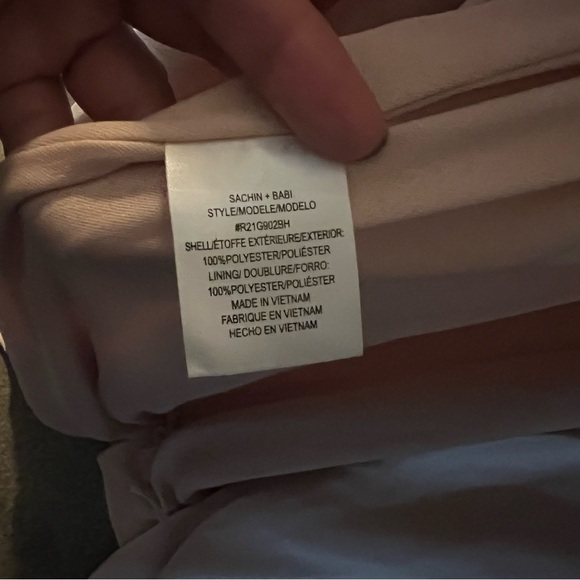 SACHIN + BABI
STYLE/MODELE/MODELO
#R21G902BH
SHELL/ÉTOFFE EXTÉRIEURE/EXTERIOR:
100%POLYESTER/POLIÉSTER
LINING/ DOUBLURE/FORRO:
100%POLYESTER/POLIÉSTER
MADE IN VIETNAM
FABRIQUE EN VIETNAM
HECHO EN VIETNAM